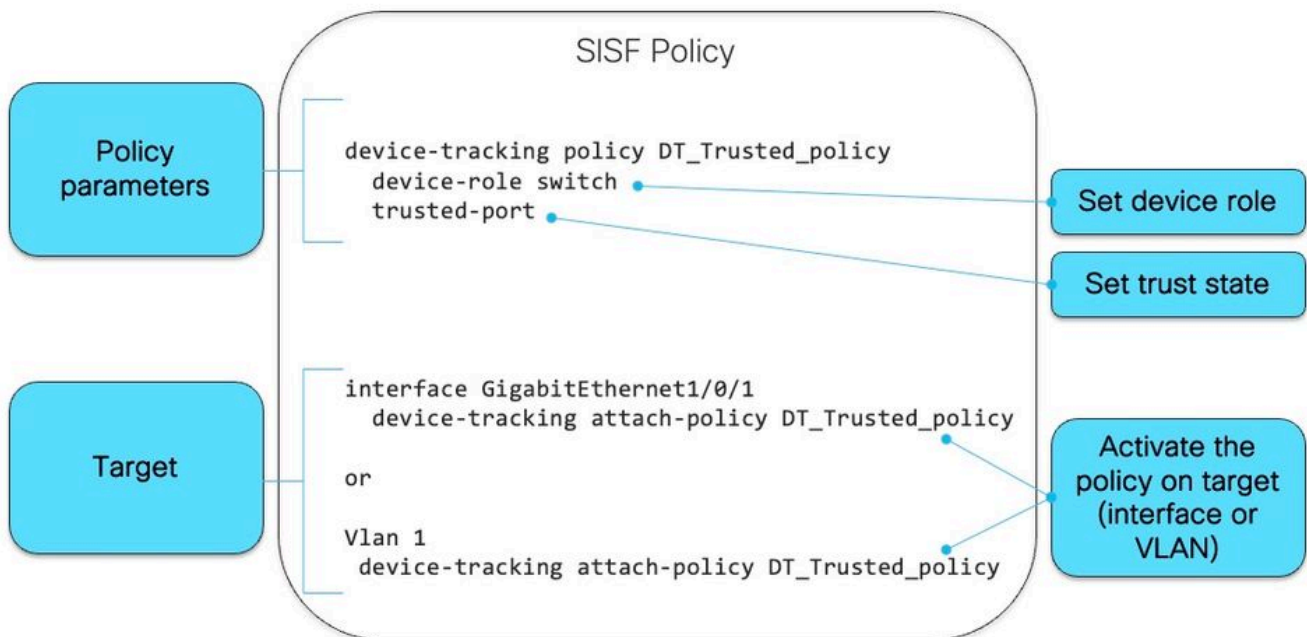 SISF Policy
Policy
parameters
device-tracking policy DT_Trusted_policy
device-role switch
trusted-port
Set device role
Set trust state
Target
interface GigabitEthernet1/0/1
device-tracking attach-policy DT_Trusted_policy
or
Vlan 1
device-tracking attach-policy DT_Trusted_policy
Activate the
policy on target
(interface or
VLAN)